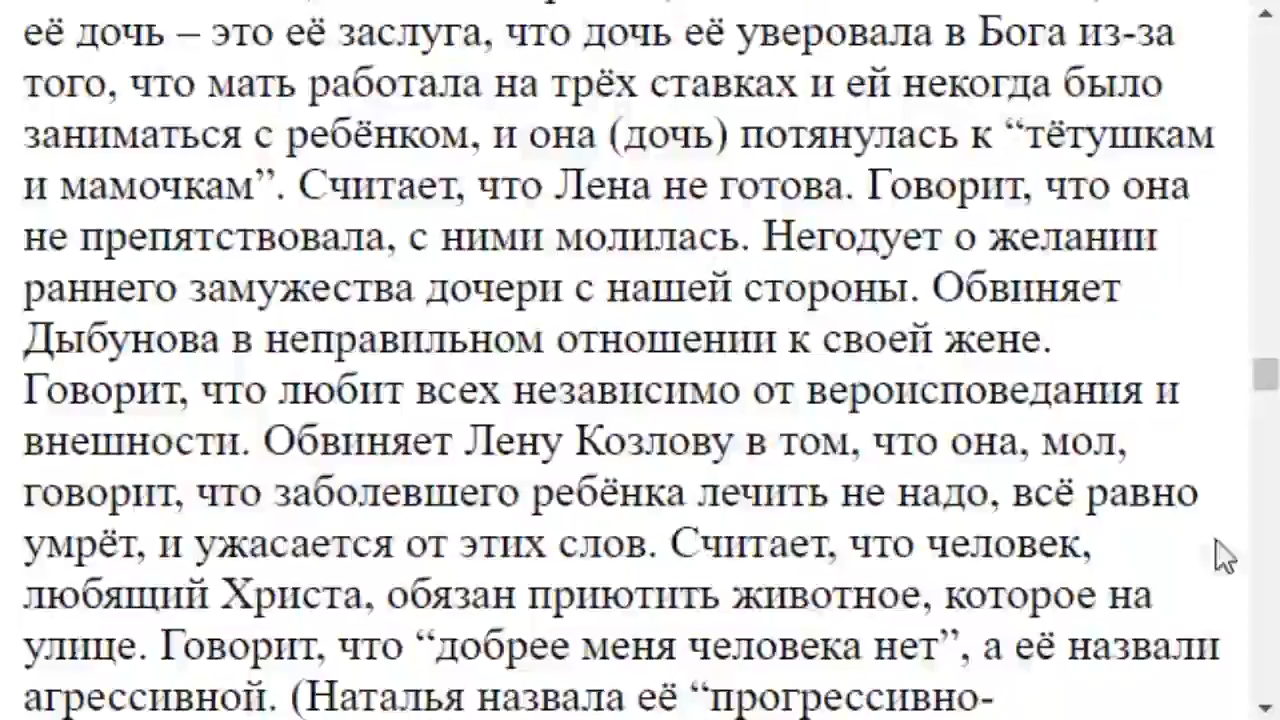 её дочь – это её заслуга, что дочь её уверовала в Бога из-за
того, что мать работала на трёх ставках и ей некогда было
заниматься с ребёнком, и она (дочь) потянулась к “тётушкам
и мамочкам”. Считает, что Лена не готова. Говорит, что она
не препятствовала, с ними молилась. Негодует о желании
раннего замужества дочери с нашей стороны. Обвиняет
Дыбунова в неправильном отношении к своей жене.
Говорит, что любит всех независимо от вероисповедания и
внешности. Обвиняет Лену Козлову в том, что она, мол,
говорит, что заболевшего ребёнка лечить не надо, всё равно
умрёт, и ужасается от этих слов. Считает, что человек,
любящий Христа, обязан приютить животное, которое на
улице. Говорит, что “добрее меня человека нет”, а её назвали
агрессивной. (Наталья назвала её “прогрессивно-